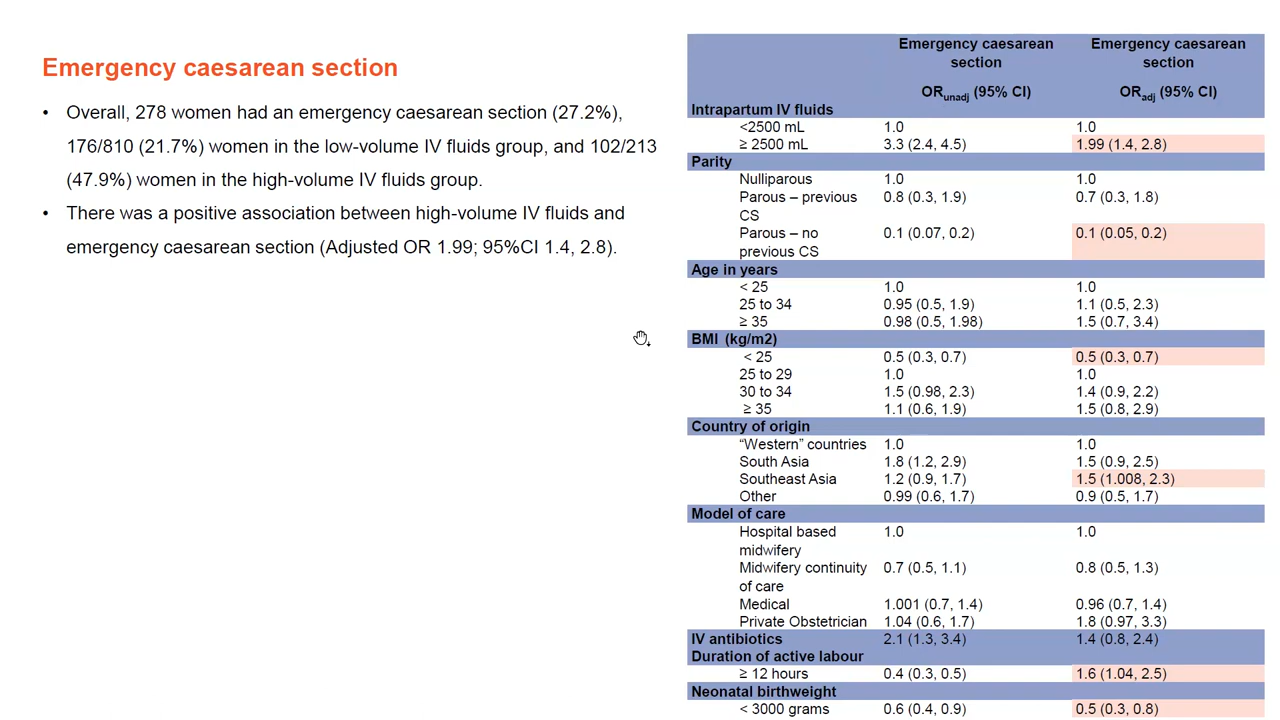 Emergency caesarean section
• Overall, 278 women had an emergency caesarean section (27.2%),
176/810 (21.7%) women in the low-volume IV fluids group, and 102/213
(47.9%) women in the high-volume IV fluids group.
• There was a positive association between high-volume IV fluids and
emergency caesarean section (Adjusted OR 1.99; 95%CI 1.4, 2.8).
Emergency caesarean Emergency caesarean
section section
ORunadj (95% CI) ORadj (95% CI)
Intrapartum IV fluids
<2500 mL 1.0 1.0
≥ 2500 mL 3.3 (2.4, 4.5) 1.99 (1.4, 2.8)
Parity
Nulliparous 1.0 1.0
Parous – previous 0.8 (0.3, 1.9) 0.7 (0.3, 1.8)
CS
Parous – no 0.1 (0.07, 0.2) 0.1 (0.05, 0.2)
previous CS
Age in years
< 25 1.0 1.0
25 to 34 0.95 (0.5, 1.9) 1.1 (0.5, 2.3)
≥ 35 0.98 (0.5, 1.98) 1.5 (0.7, 3.4)
BMI (kg/m2)
< 25 0.5 (0.3, 0.7) 0.5 (0.3, 0.7)
25 to 29 1.0 1.0
30 to 34 1.5 (0.98, 2.3) 1.4 (0.9, 2.2)
≥ 35 1.1 (0.6, 1.9) 1.5 (0.8, 2.9)
Country of origin
“Western” countries 1.0 1.0
South Asia 1.8 (1.2, 2.9) 1.5 (0.9, 2.5)
Southeast Asia 1.2 (0.9, 1.7) 1.5 (1.008, 2.3)
Other 0.99 (0.6, 1.7) 0.9 (0.5, 1.7)
Model of care
Hospital based 1.0 1.0
midwifery
Midwifery continuity 0.7 (0.5, 1.1) 0.8 (0.5, 1.3)
of care
Medical 1.001 (0.7, 1.4) 0.96 (0.7, 1.4)
Private Obstetrician 1.04 (0.6, 1.7) 1.8 (0.97, 3.3)
IV antibiotics 2.1 (1.3, 3.4) 1.4 (0.8, 2.4)
Duration of active labour
≥ 12 hours 0.4 (0.3, 0.5) 1.6 (1.04, 2.5)
Neonatal birthweight
< 3000 grams 0.6 (0.4, 0.9) 0.5 (0.3, 0.8)